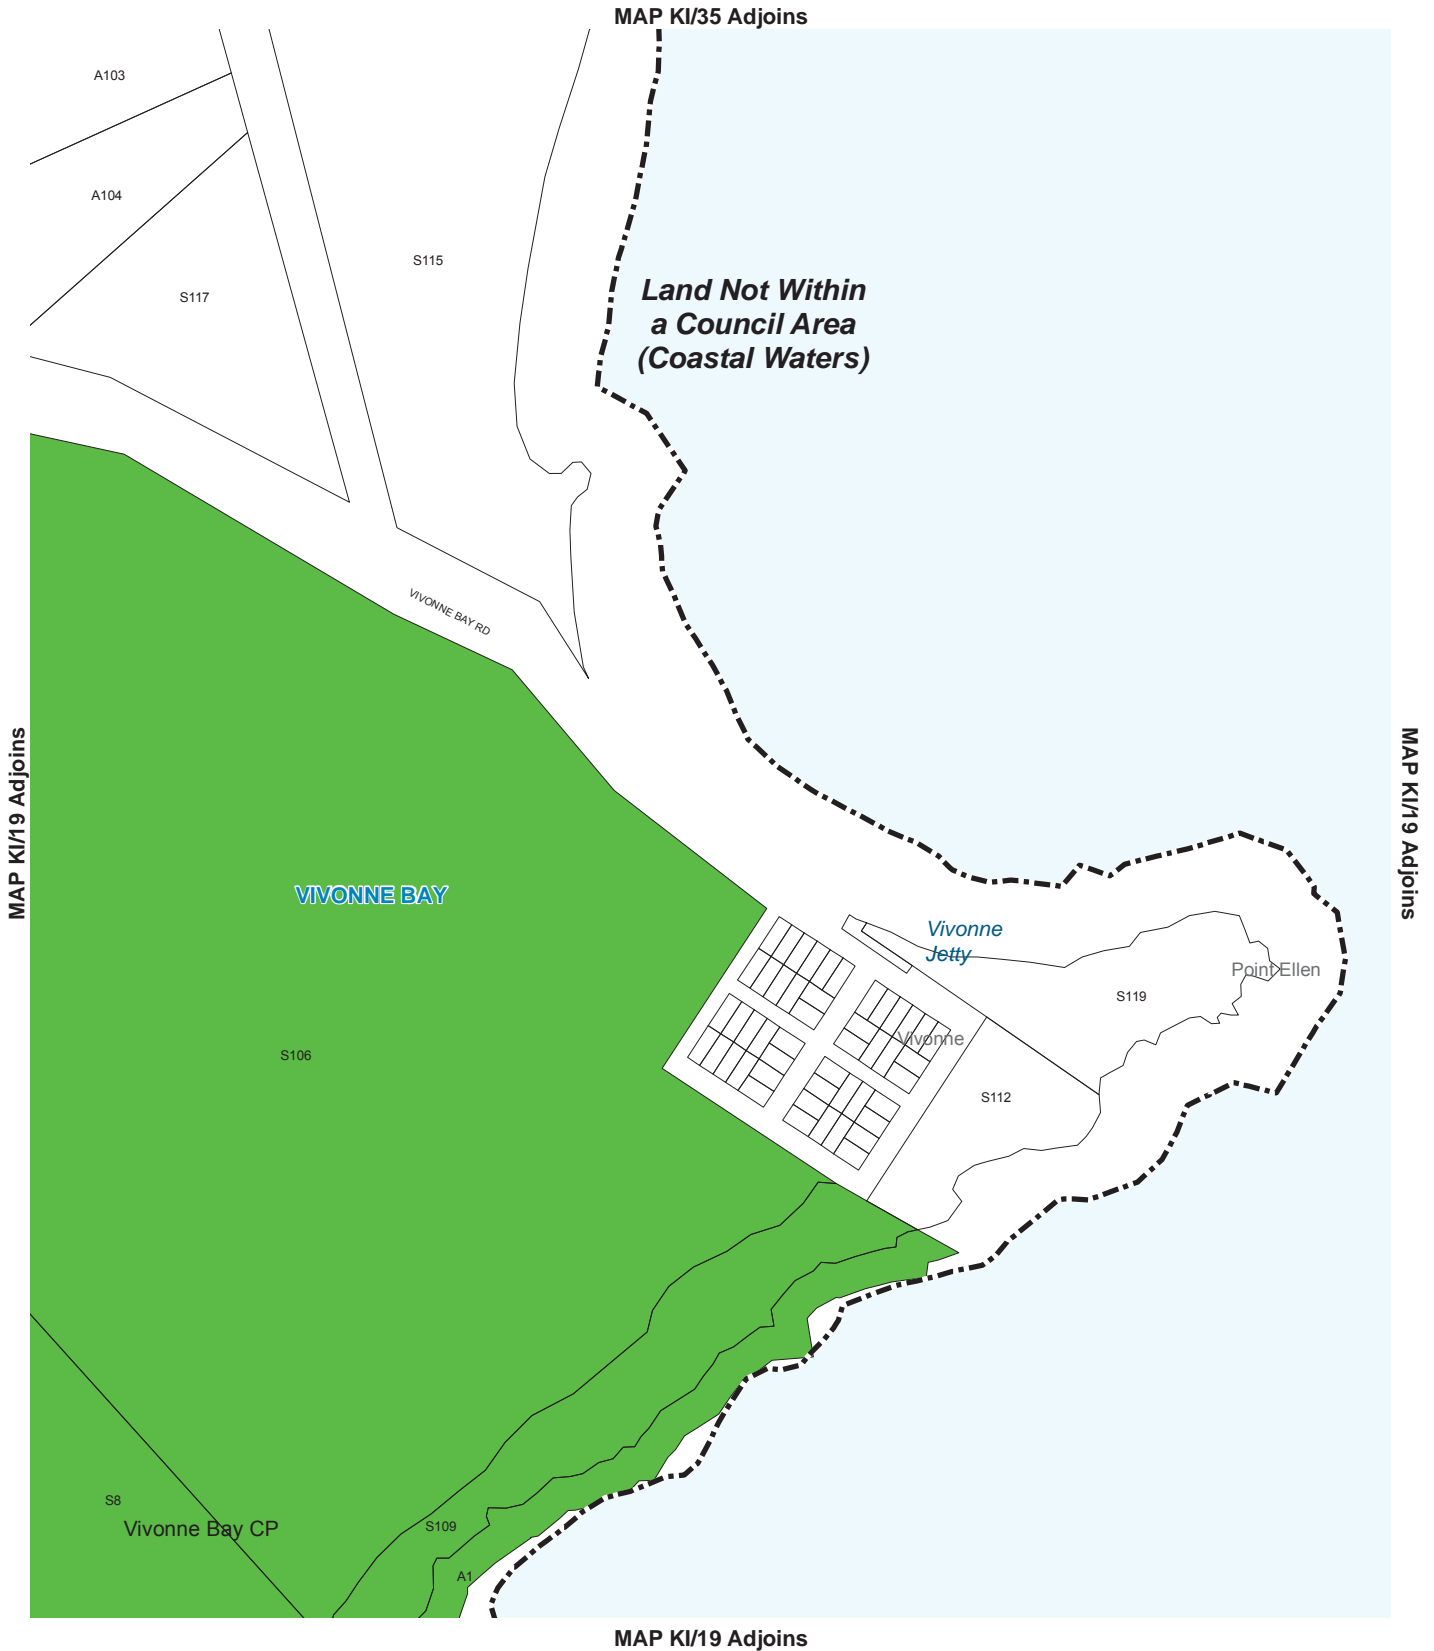 MAP KI/35 Adjoins
A103
A104
S117
S115
Land Not Within
a Council Area
(Coastal Waters)
VIVONNE BAY RD
MAP KI/19 Adjoins
MAP KI/19 Adjoins
VIVONNE BAY
Vivonne
Jetty
Point Ellen
S119
Vivonne
S106
S112
S8
Vivonne Bay CP
S109
A1
MAP KI/19 Adjoins